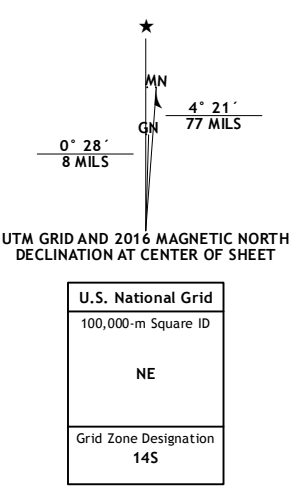 ★
MN
4° 21´
77 MILS
GN
0° 28´
8 MILS
UTM GRID AND 2016 MAGNETIC NORTH
DECLINATION AT CENTER OF SHEET
U.S. National Grid
100,000-m Square ID
NE
Grid Zone Designation
14S